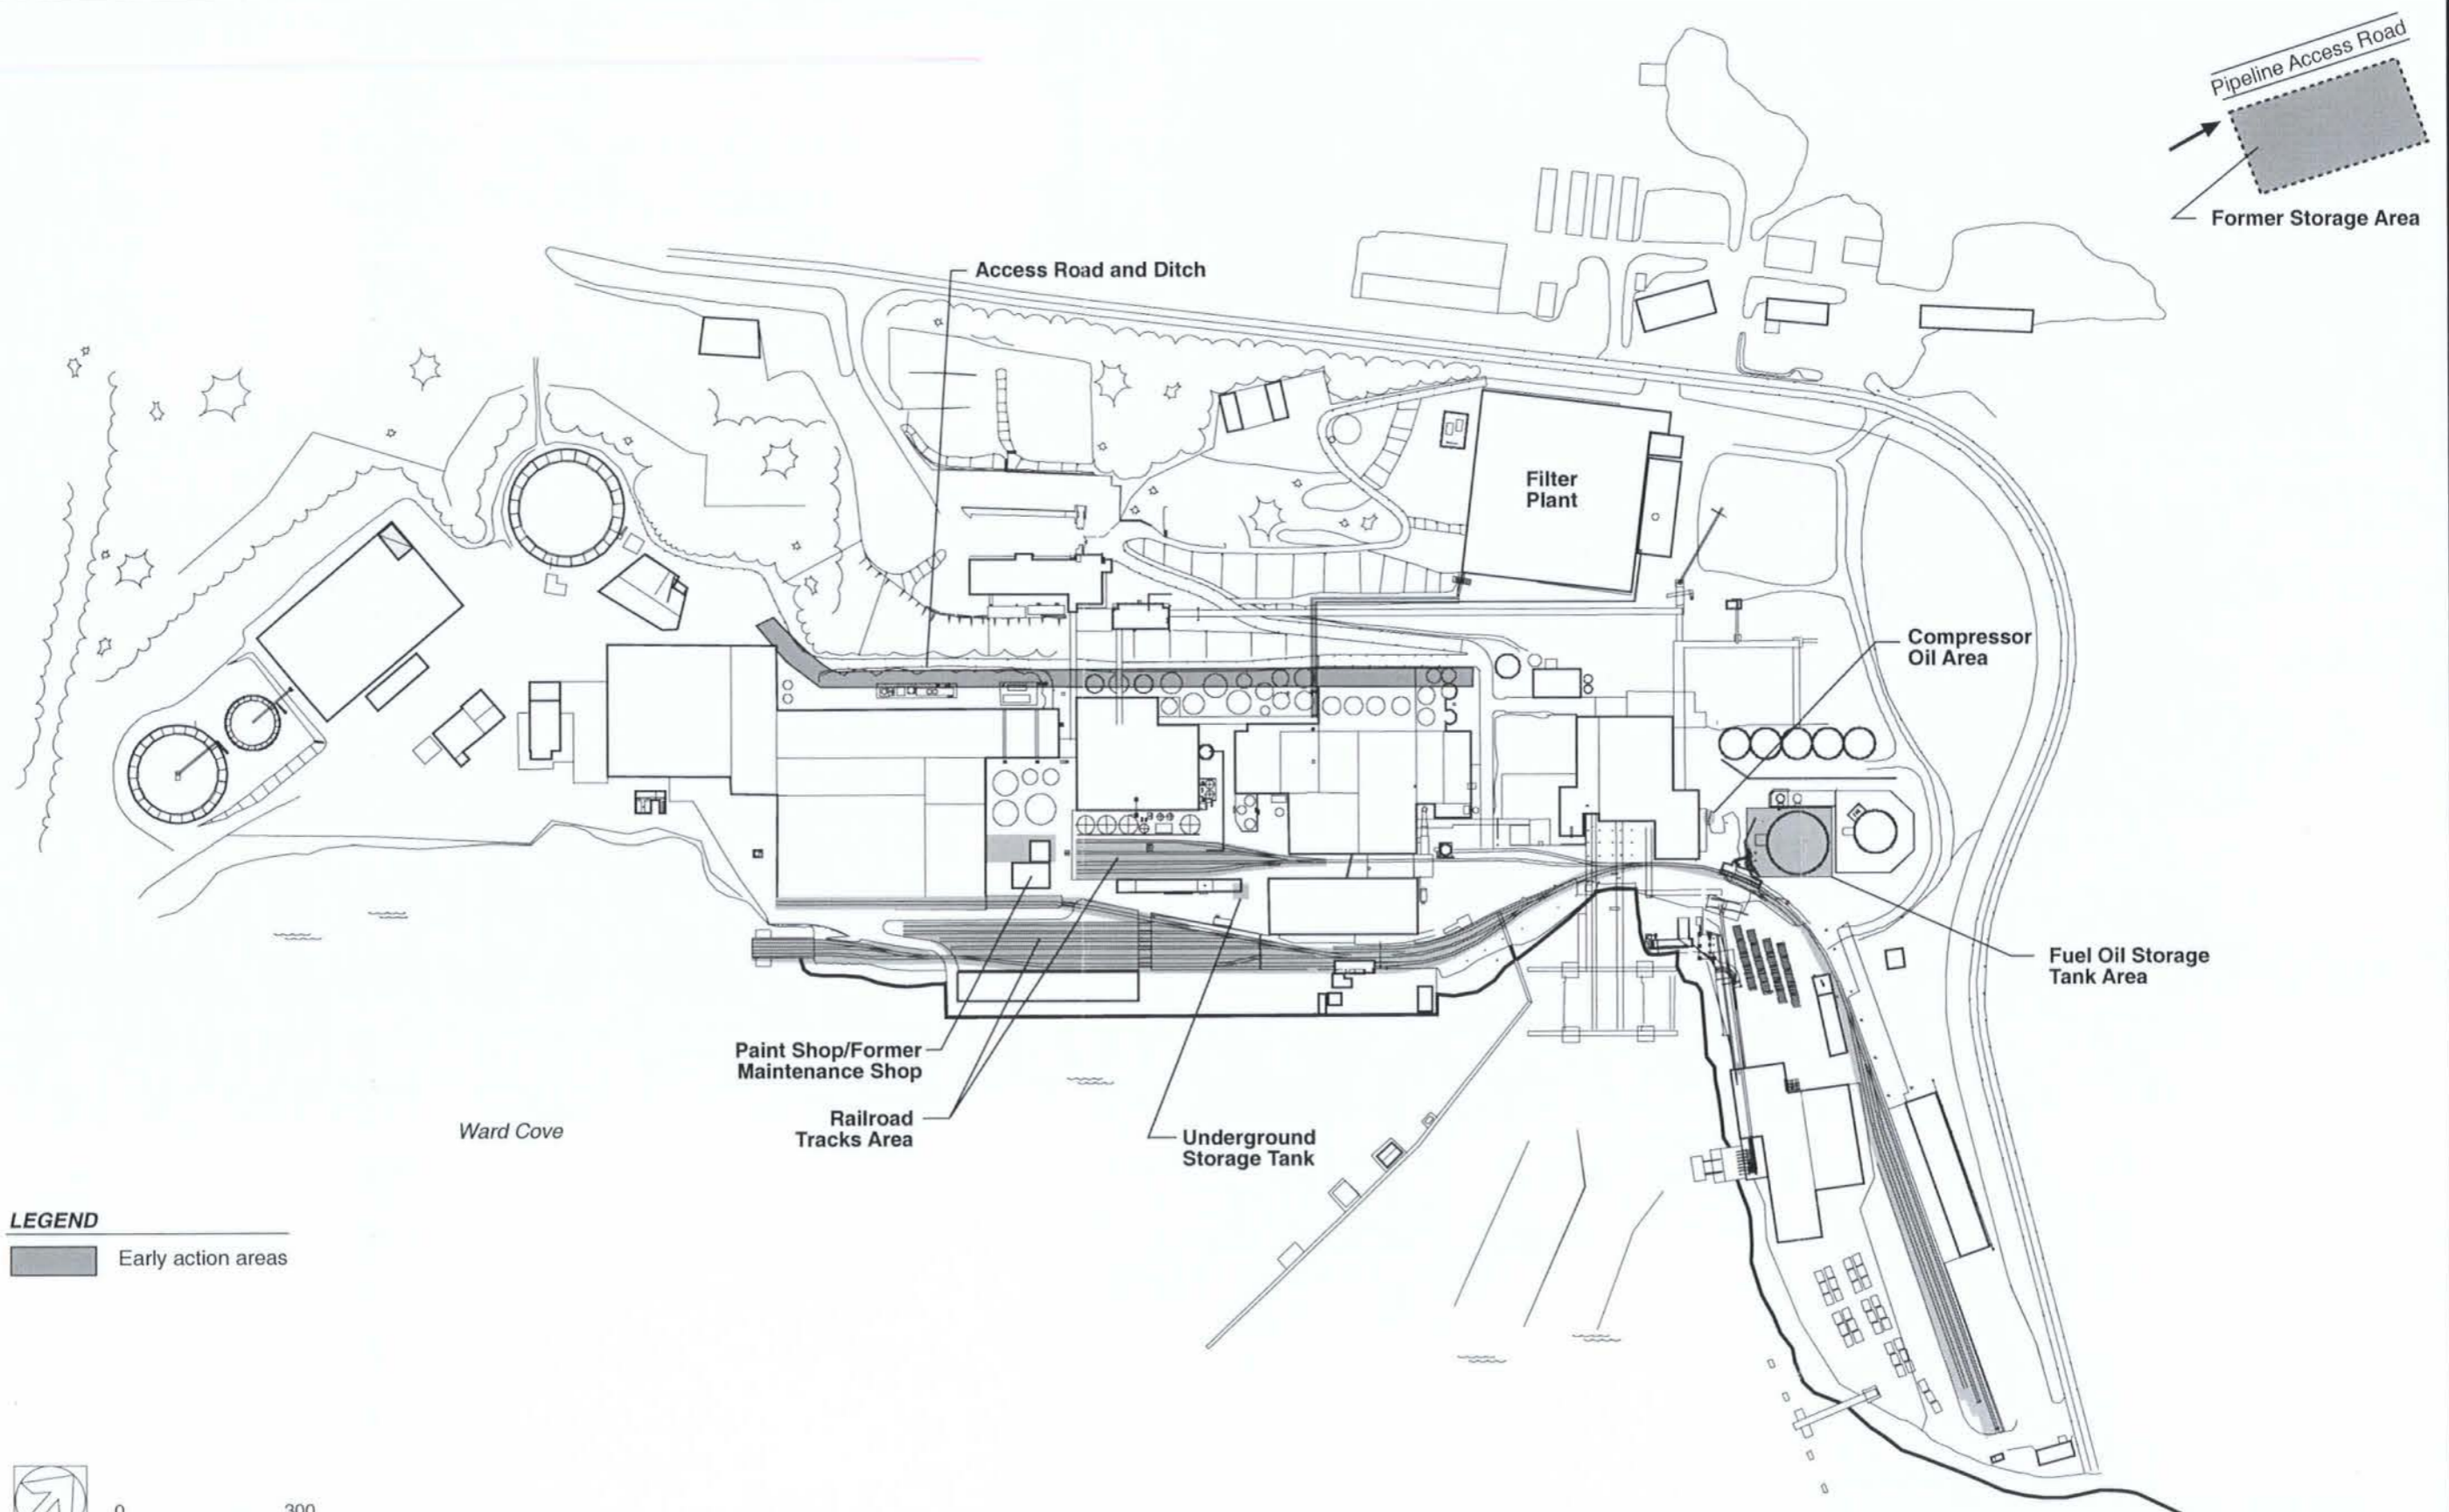 Pipeline Access Road
Former Storage Area
Access Road and Ditch
Filter
Plant
Compressor
Oil Area
Fuel Oil Storage
Tank Area
Paint Shop/Former
Maintenance Shop
Railroad
Tracks Area
Underground
Storage Tank
Ward Cove
LEGEND
Early action areas
0 300